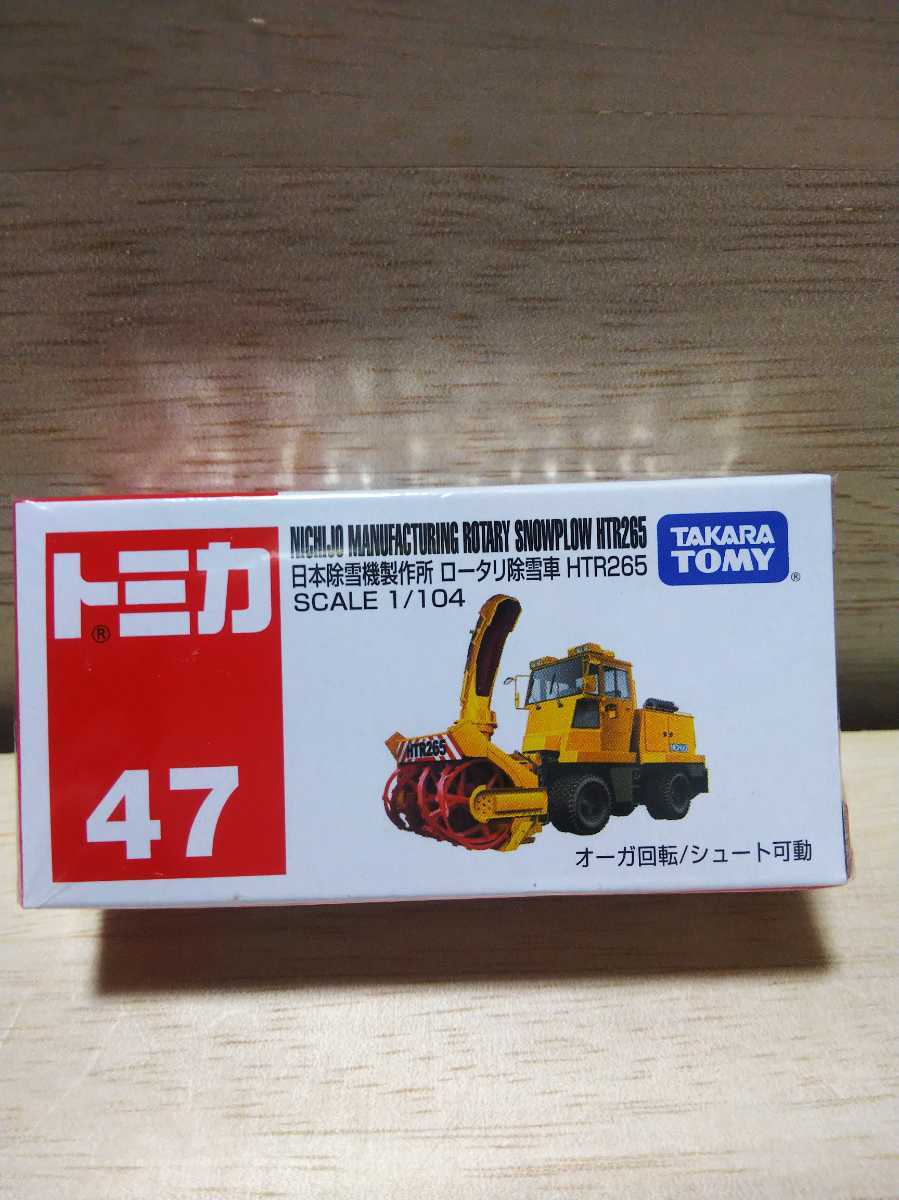 トミカ
®
47
NICHIJO MANUFACTURING ROTARY SNOWPLOW HTR265
日本除雪機製作所 ロータリ除雪車 HTR265
SCALE 1/104
TAKARA
TOMY
®
HTR265
オーガ回転/シュート可動